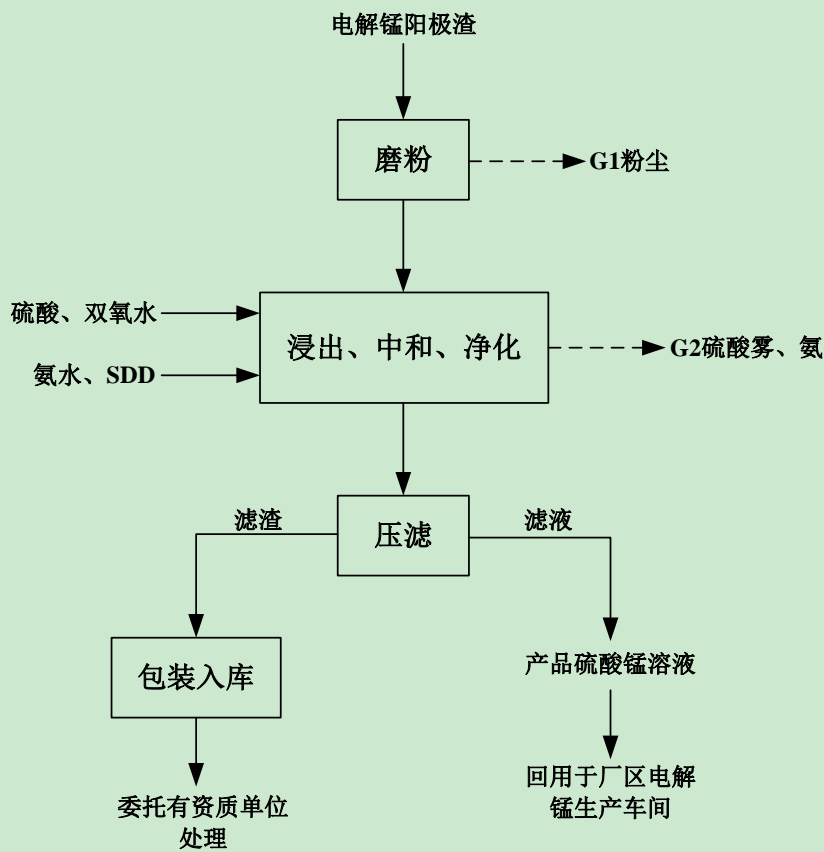 电解锰阳极渣
磨粉
G1粉尘
硫酸、双氧水
浸出、中和、净化
G2硫酸雾、氨
氨水、SDD
滤渣
压滤
滤液
包装入库
产品硫酸锰溶液
委托有资质单位
处理
回用于厂区电解
锰生产车间